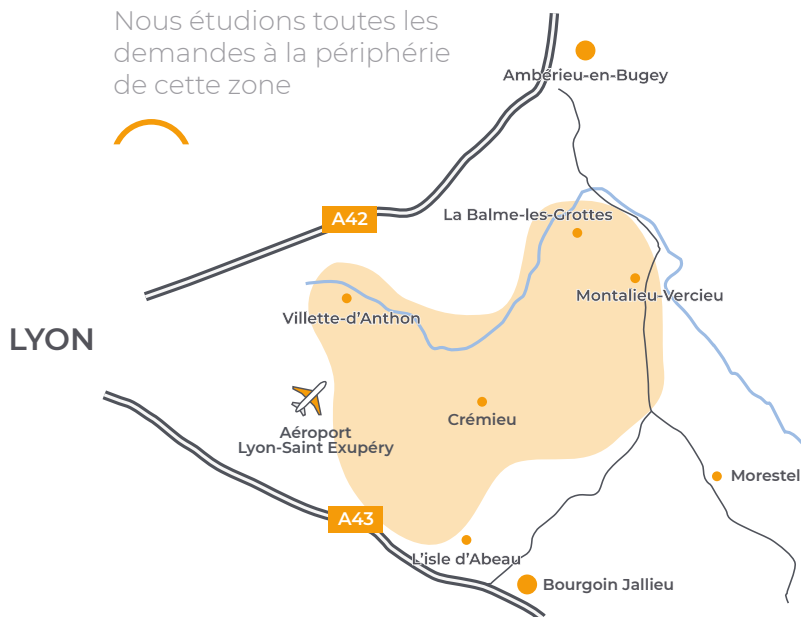 Nous étudions toutes les
demandes à la périphérie
de cette zone
Ambérieu-en-Bugey
A42
La Balme-les-Grottes
Montalieu-Vercieu
Villette-d'Anthon
LYON
Crémieu
Aéroport
Lyon-Saint Exupéry
Morestel
A43
L'isle d'Abeau
Bourgoin Jallieu